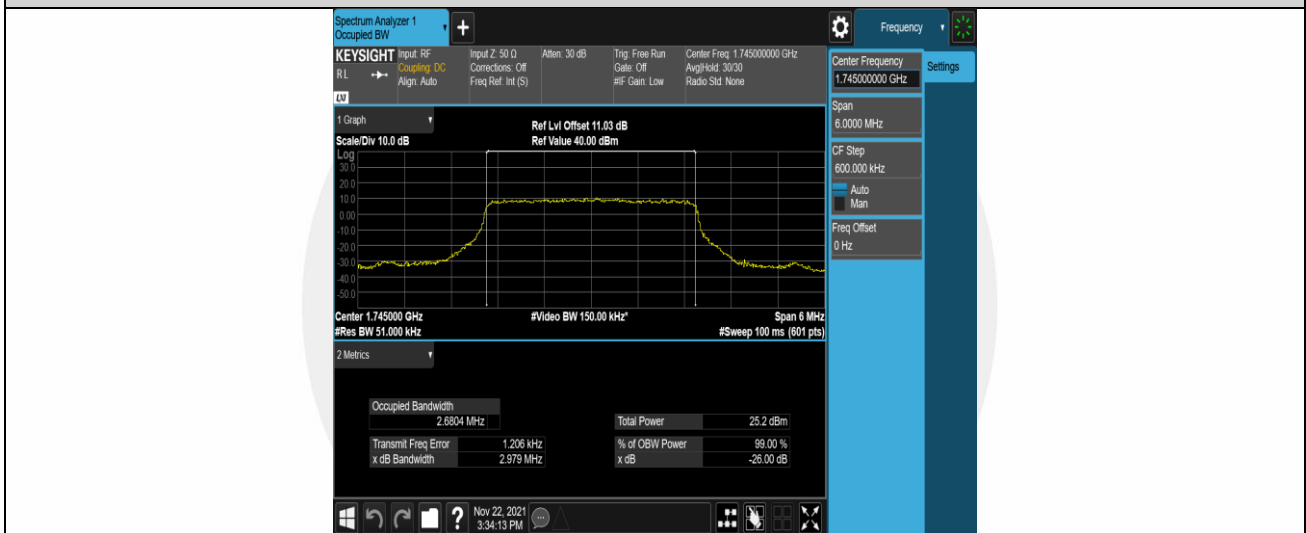 Spectrum Analyzer 1
Occupied BW
+
Frequency
KEYSIGHT
R L
LXI
Input: RF
Coupling: DC
Align: Auto
Input Z: 50 Ω
Corrections: Off
Freq Ref: Int (S)
Atten: 30 dB
Trig: Free Run
Gate: Off
#IF Gain: Low
Center Freq: 1.745000000 GHz
Avg|Hold: 30/30
Radio Std: None
Center Frequency
1.745000000 GHz
Settings
Span
6.0000 MHz
CF Step
600.000 kHz
Auto
Man
Freq Offset
0 Hz
1 Graph
Scale/Div 10.0 dB
Ref Lvl Offset 11.03 dB
Ref Value 40.00 dBm
Log
30.0
20.0
10.0
0.00
-10.0
-20.0
-30.0
-40.0
-50.0
Center 1.745000 GHz
#Video BW 150.00 kHz*
Span 6 MHz
#Res BW 51.000 kHz
#Sweep 100 ms (601 pts)
2 Metrics
Occupied Bandwidth
2.6804 MHz
Total Power 25.2 dBm
Transmit Freq Error 1.206 kHz
% of OBW Power 99.00 %
x dB Bandwidth 2.979 MHz
x dB -26.00 dB
?
Nov 22, 2021
3:34:13 PM